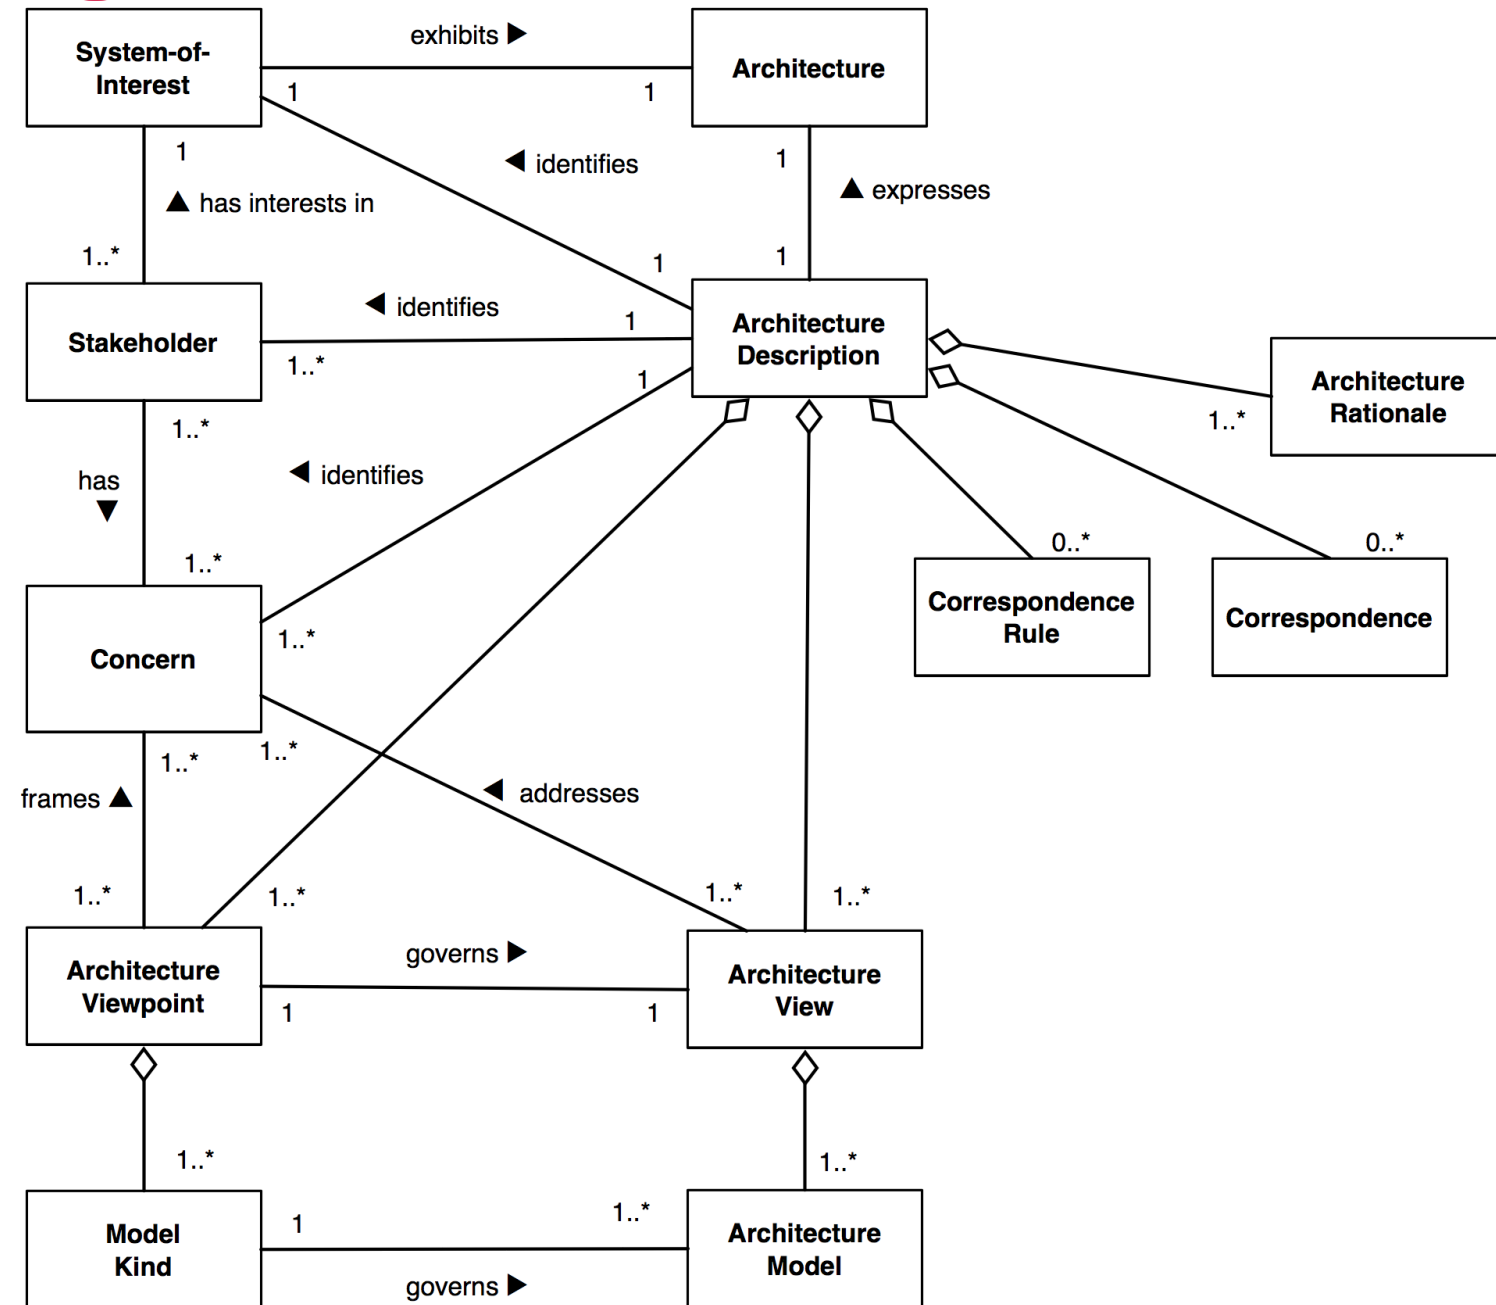 System-of-
Interest
exhibits ▶
Architecture
1
1
1
◀ identifies
1
▲ expresses
▲ has interests in
1..*
1
1
Stakeholder
◀ identifies
1
1..*
Architecture
Description
1
Architecture
Rationale
1..*
1..*
has
▼
◀ identifies
1..*
0..*
0..*
Correspondence
Rule
Correspondence
Concern
1..*
1..*
1..*
frames ▲
◀ addresses
1..*
1..*
1..*
1..*
Architecture
Viewpoint
governs ▶
1
1
Architecture
View
1..*
1..*
Model
Kind
1
1..*
governs ▶
Architecture
Model